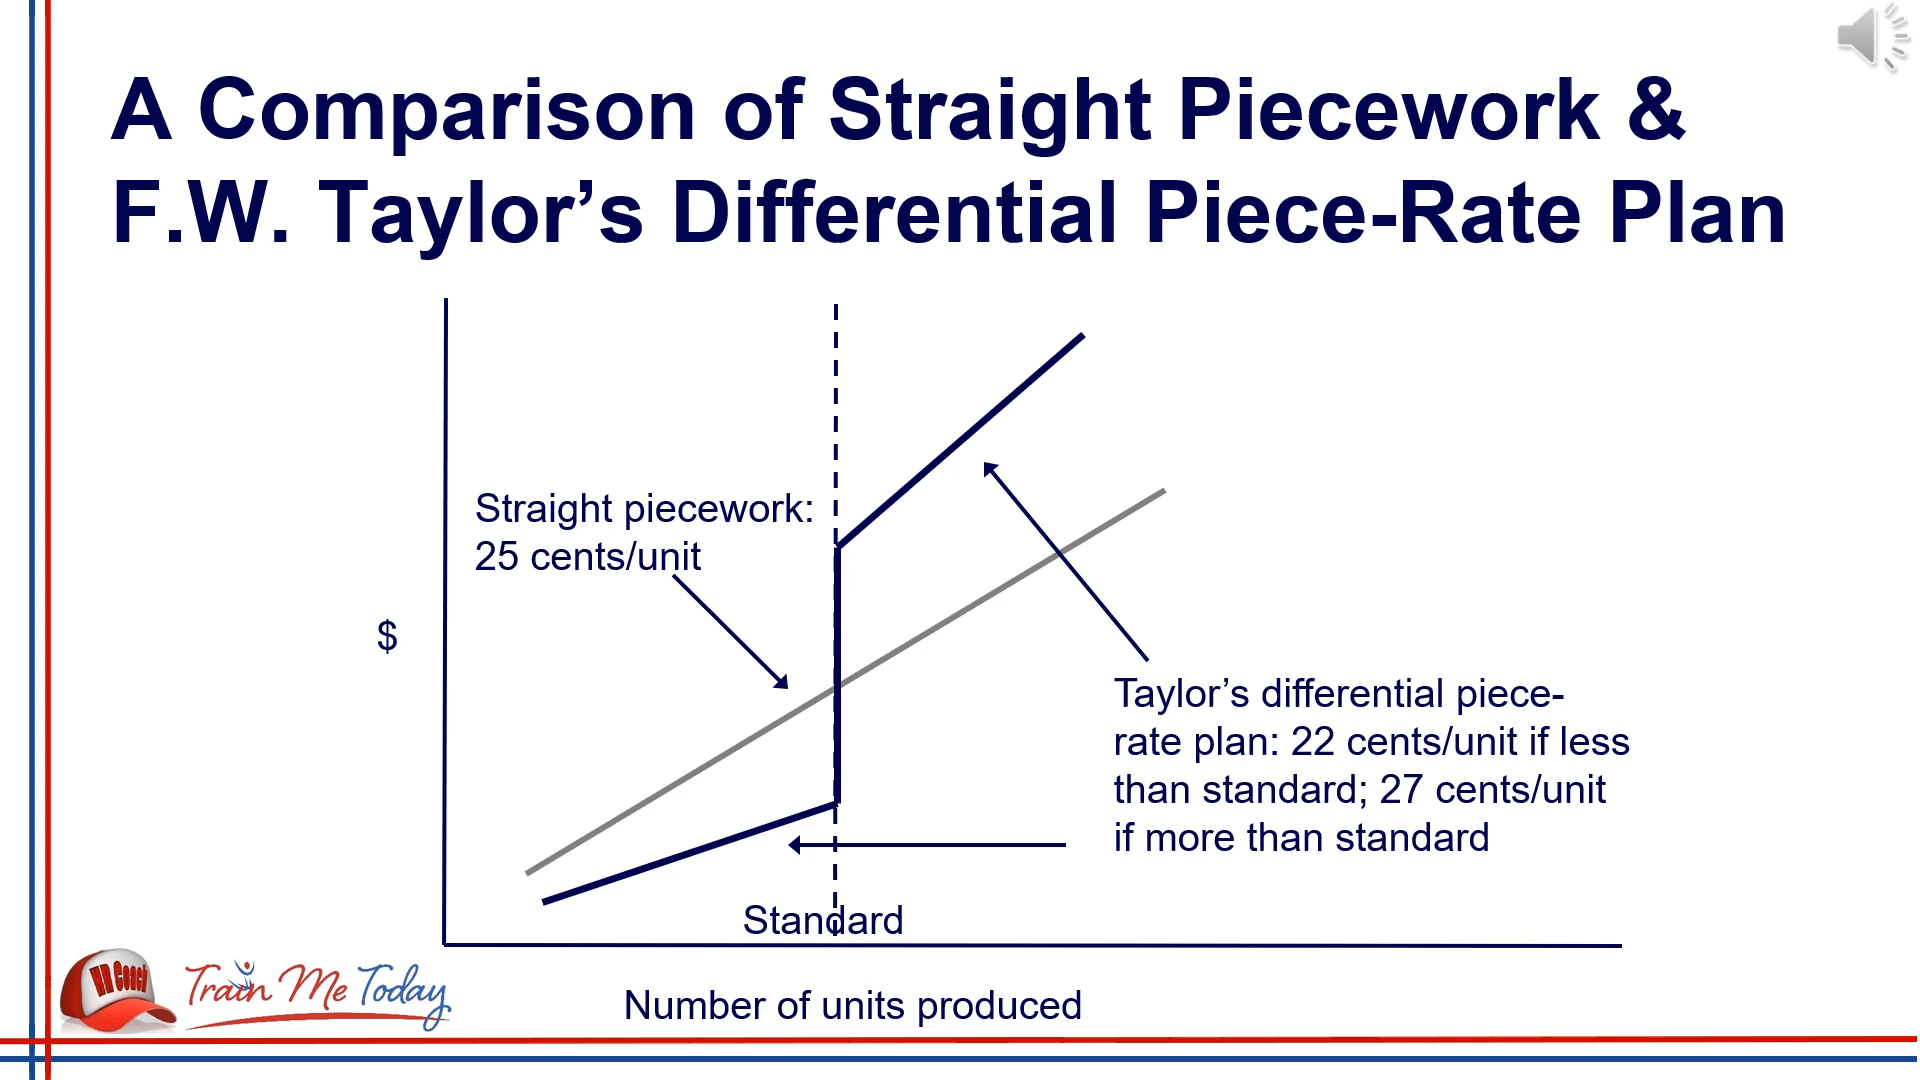 A Comparison of Straight Piecework &
F.W. Taylor’s Differential Piece-Rate Plan
Straight piecework:
25 cents/unit
$
Taylor’s differential piece-
rate plan: 22 cents/unit if less
than standard; 27 cents/unit
if more than standard
Standard
Number of units produced
HR Coach
Train Me Today